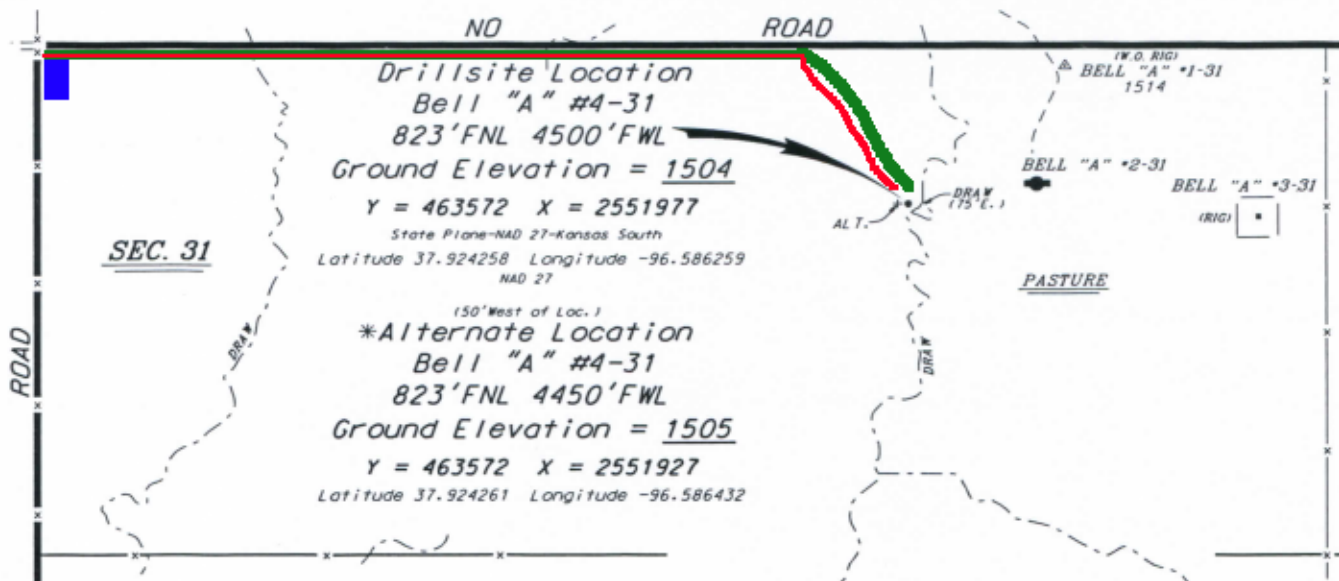 NO ROAD
Drillsite Location
Bell "A" #4-31
823'FNL 4500'FWL
Ground Elevation = 1504
Y = 463572 X = 2551977
State Plane-NAD 27-Kansas South
Latitude 37.924258 Longitude -96.586259
NAD 27
(50'West of Loc.)
*Alternate Location
Bell "A" #4-31
823'FNL 4450'FWL
Ground Elevation = 1505
Y = 463572 X = 2551927
Latitude 37.924261 Longitude -96.586432
SEC. 31
ROAD
DRAW
ALT.
DRAW
(75'E.)
DRAW
(W.O. RIG)
BELL "A" *1-31
1514
BELL "A" *2-31
BELL "A" *3-31
(RIG)
PASTURE